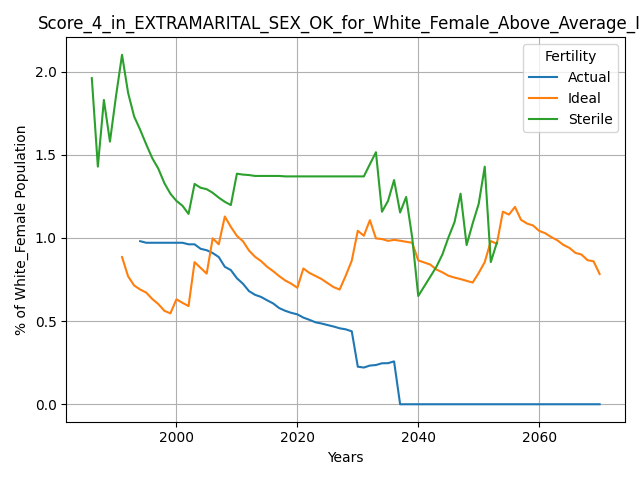 Score_4_in_EXTRAMARITAL_SEX_OK_for_White_Female_Above_Average_I
Fertility
Actual
Ideal
Sterile
% of White_Female Population
2.0
1.5
1.0
0.5
0.0
2000
2020
2040
2060
Years